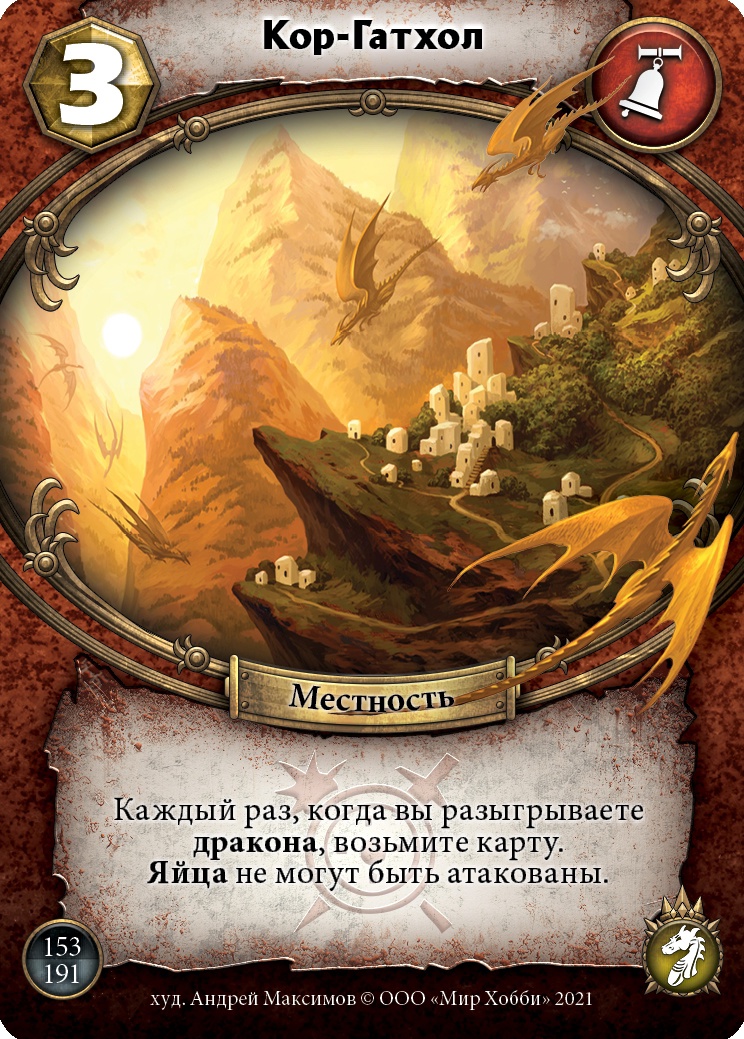 Кор-Гатхол
3
Местность
Каждый раз, когда вы разыгрываете
дракона, возьмите карту.
Яйца не могут быть атакованы.
153
191
худ. Андрей Максимов © ООО «Мир Хобби» 2021